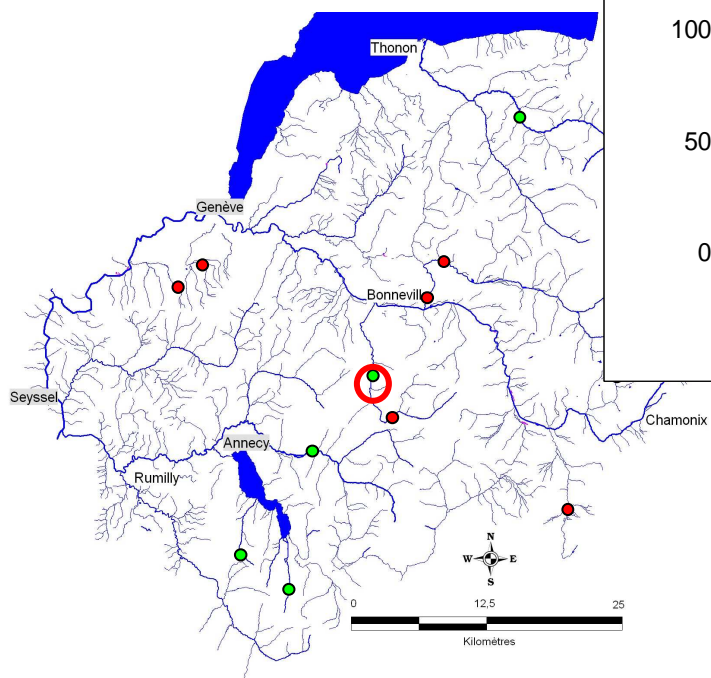 100
Thonon
50
Genève
0
Bonnevill
Seyssel
Chamonix
Annecy
Rumilly
N
W E
S
0 12,5 25
Kilomètres